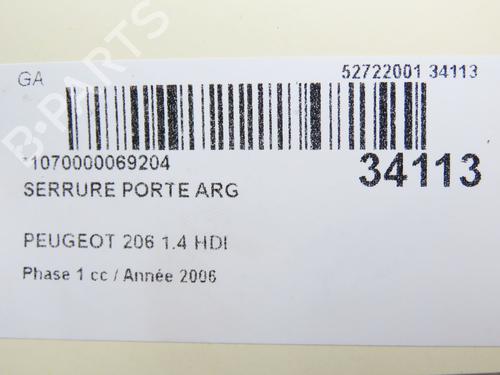 GA
52722001 34113
*1070000069204
34113
SERRURE PORTE ARG
PEUGEOT 206 1.4 HDI
Phase 1 cc / Année 2006
B-PARTS